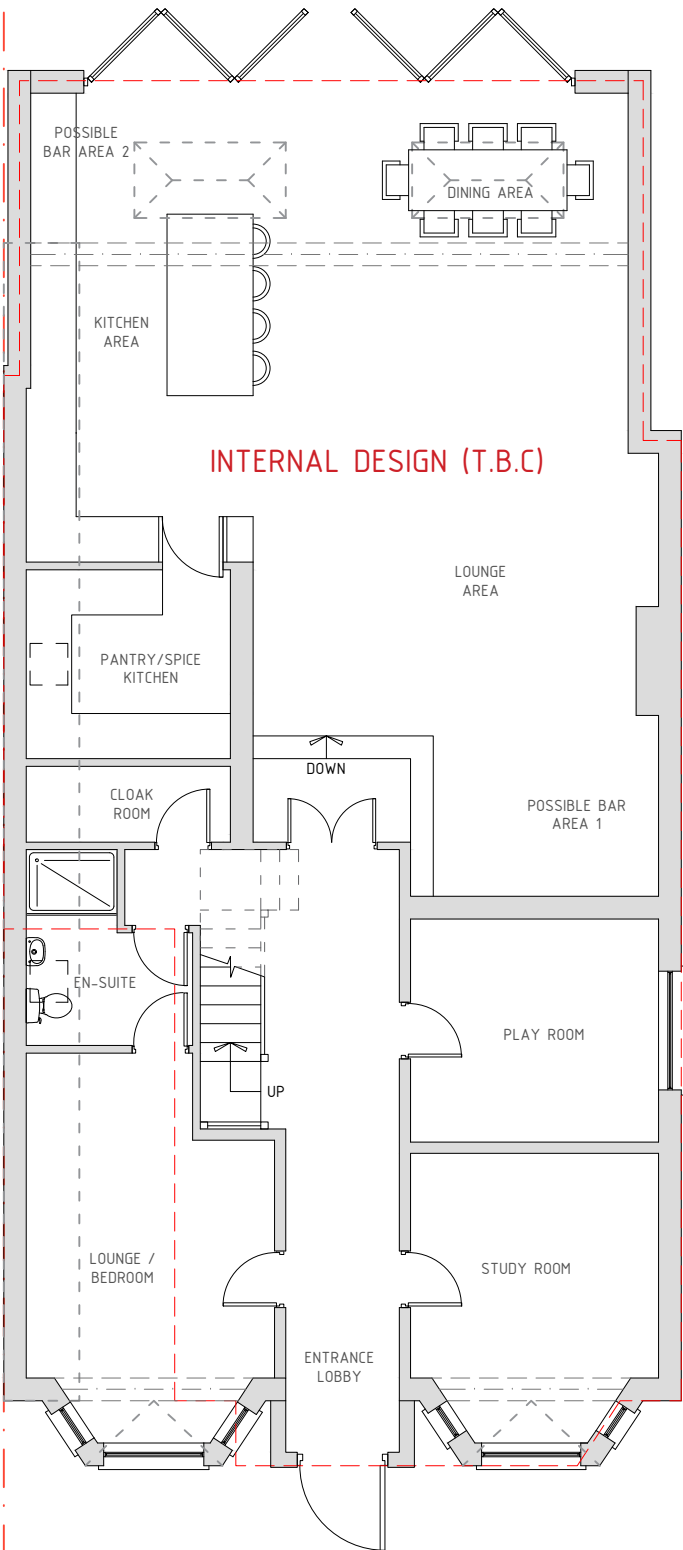 POSSIBLE
BAR AREA 2
DINING AREA
KITCHEN
AREA
INTERNAL DESIGN (T.B.C)
LOUNGE
AREA
PANTRY/SPICE
KITCHEN
DOWN
CLOAK
ROOM
POSSIBLE BAR
AREA 1
EN-SUITE
PLAY ROOM
UP
LOUNGE /
BEDROOM
STUDY ROOM
ENTRANCE
LOBBY